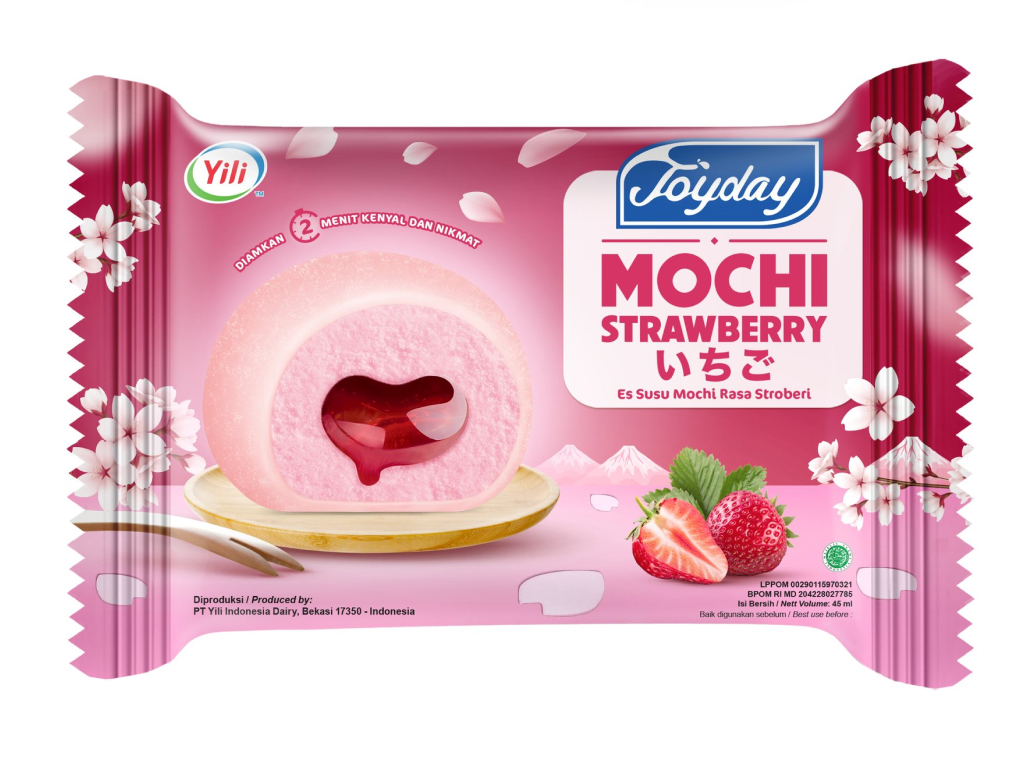 Yili
TM
DIAMKAN 2 MENIT KENYAL DAN NIKMAT
Joyday
MOCHI
STRAWBERRY
いちご
Es Susu Mochi Rasa Stroberi
Diproduksi / Produced by:
PT Yili Indonesia Dairy, Bekasi 17350 - Indonesia
LPPOM 00290115970321
BPOM RI MD 204228027785
Isi Bersih / Nett Volume: 45 ml
Baik digunakan sebelum / Best use before :